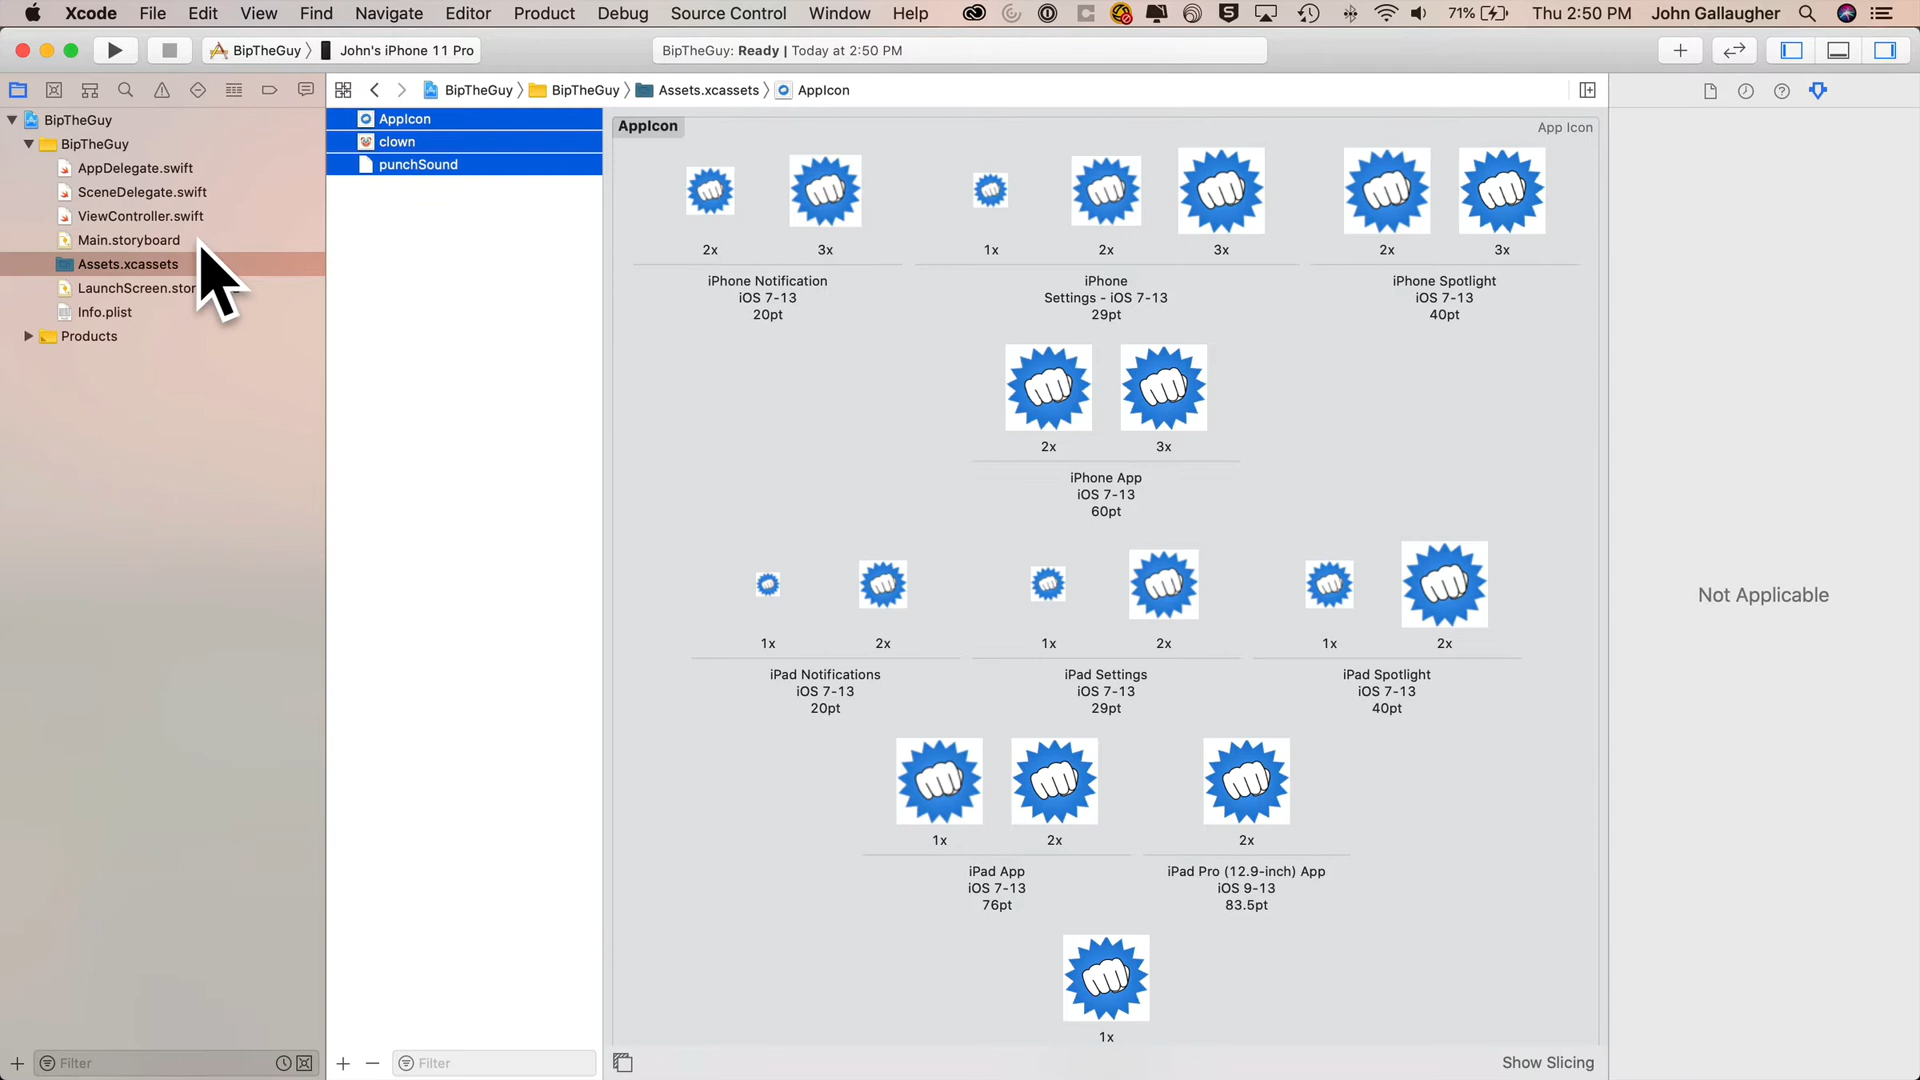 Xcode File Edit View Find Navigate Editor Product Debug Source Control Window Help 71% Thu 2:50 PM John Gallaugher
BipTheGuy John's iPhone 11 Pro BipTheGuy: Ready | Today at 2:50 PM
BipTheGuy BipTheGuy Assets.xcassets AppIcon
BipTheGuy
BipTheGuy
AppDelegate.swift
SceneDelegate.swift
ViewController.swift
Main.storyboard
Assets.xcassets
LaunchScreen.stor
Info.plist
Products
Filter
AppIcon
clown
punchSound
Filter
AppIcon App Icon
2x 3x 1x 2x 3x 2x 3x
iPhone Notification
iOS 7-13
20pt
iPhone
Settings - iOS 7-13
29pt
iPhone Spotlight
iOS 7-13
40pt
2x 3x
iPhone App
iOS 7-13
60pt
1x 2x 1x 2x 1x 2x
iPad Notifications
iOS 7-13
20pt
iPad Settings
iOS 7-13
29pt
iPad Spotlight
iOS 7-13
40pt
1x 2x 2x
iPad App
iOS 7-13
76pt
iPad Pro (12.9-inch) App
iOS 9-13
83.5pt
1x
Show Slicing
Not Applicable